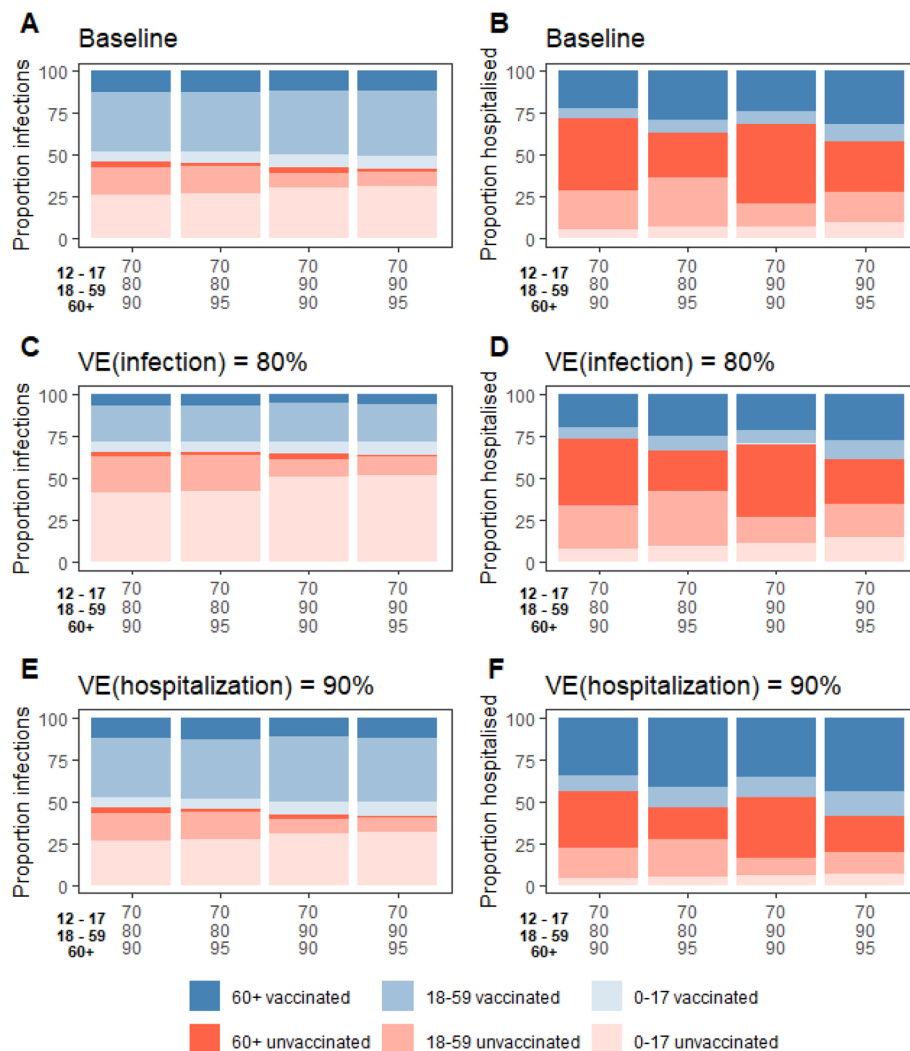 A
Baseline
Proportion infections
100
75
50
25
0
12 - 17 70 70 70 70
18 - 59 80 80 90 90
60+ 90 95 90 95
B
Baseline
Proportion hospitalised
100
75
50
25
0
12 - 17 70 70 70 70
18 - 59 80 80 90 90
60+ 90 95 90 95
C
VE(infection) = 80%
Proportion infections
100
75
50
25
0
12 - 17 70 70 70 70
18 - 59 80 80 90 90
60+ 90 95 90 95
D
VE(infection) = 80%
Proportion hospitalised
100
75
50
25
0
12 - 17 70 70 70 70
18 - 59 80 80 90 90
60+ 90 95 90 95
E
VE(hospitalization) = 90%
Proportion infections
100
75
50
25
0
12 - 17 70 70 70 70
18 - 59 80 80 90 90
60+ 90 95 90 95
F
VE(hospitalization) = 90%
Proportion hospitalised
100
75
50
25
0
12 - 17 70 70 70 70
18 - 59 80 80 90 90
60+ 90 95 90 95
60+ vaccinated 18-59 vaccinated 0-17 vaccinated
60+ unvaccinated 18-59 unvaccinated 0-17 unvaccinated